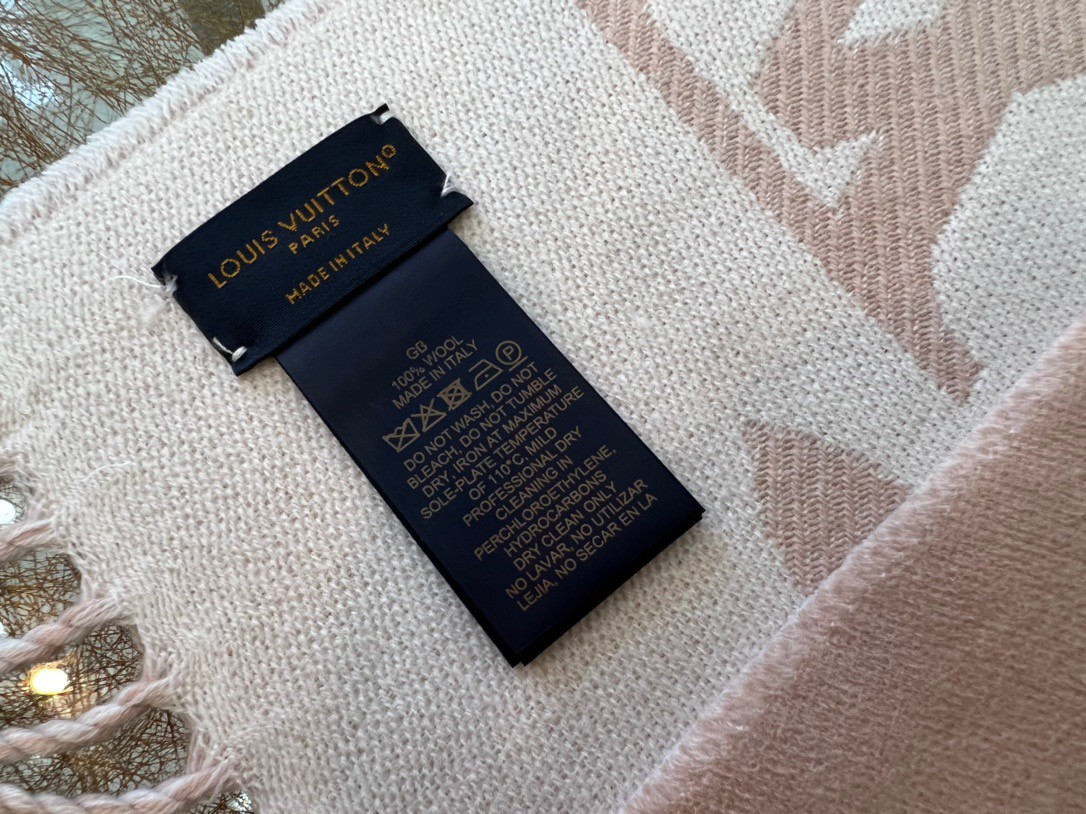 LOUIS VUITTON®
PARIS
MADE IN ITALY
GB
100% WOOL
MADE IN ITALY
P
DO NOT WASH, DO NOT
BLEACH, DO NOT TUMBLE
DRY, IRON AT MAXIMUM
SOLE-PLATE TEMPERATURE
OF 110°C MILD
PROFESSIONAL DRY
CLEANING IN
PERCHLOROETHYLENE,
HYDROCARBONS
DRY CLEAN ONLY
NO LAVAR, NO UTILIZAR
LEJIA, NO SECAR EN LA